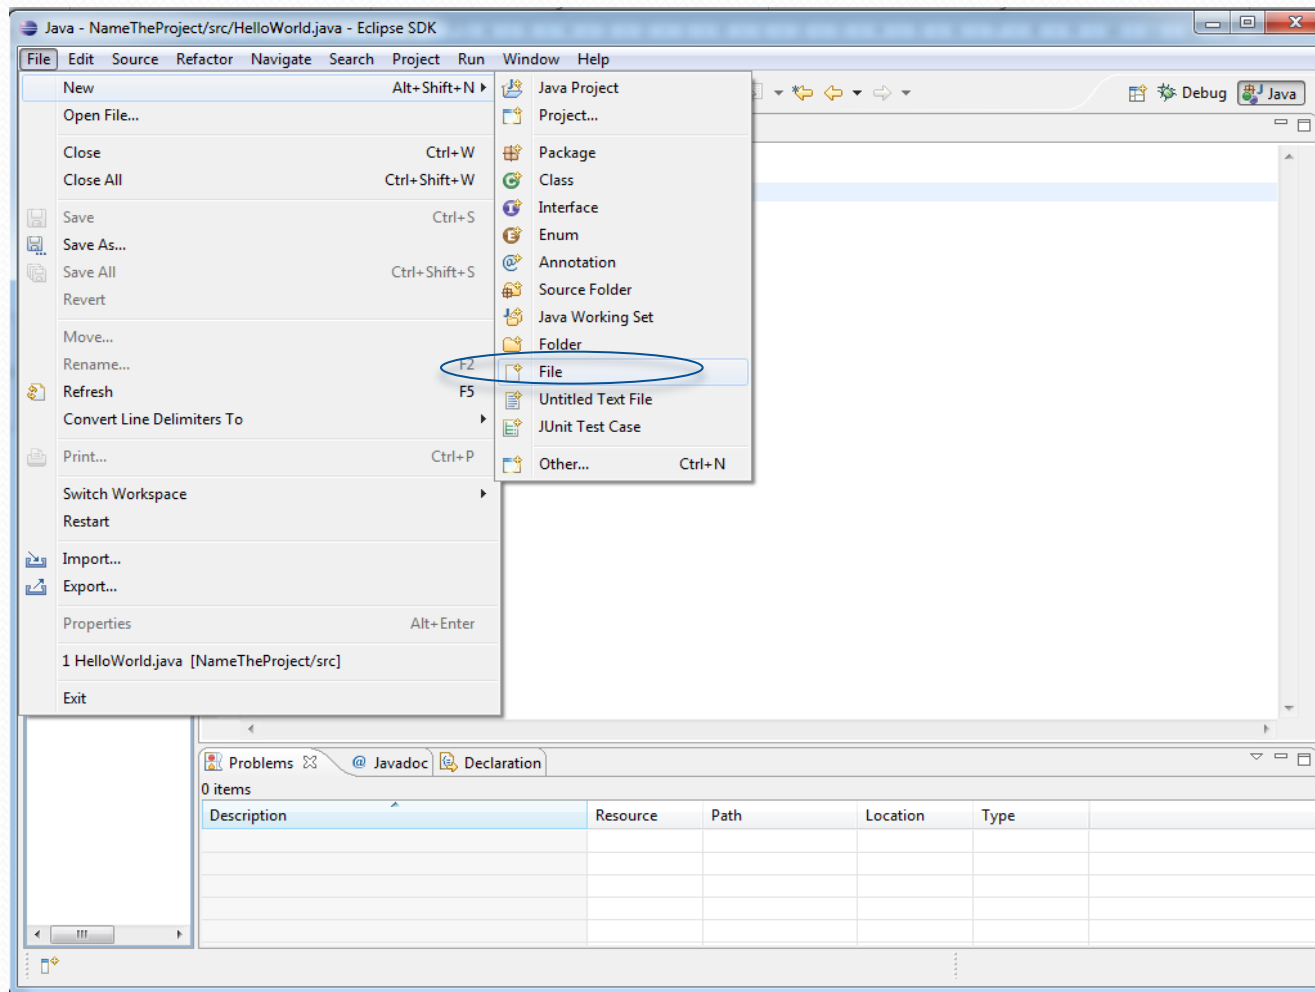 Java - NameTheProject/src/HelloWorld.java - Eclipse SDK
File Edit Source Refactor Navigate Search Project Run Window Help
New Alt+Shift+N
Open File...
Close Ctrl+W
Close All Ctrl+Shift+W
Save Ctrl+S
Save As...
Save All Ctrl+Shift+S
Revert
Move...
Rename... F2
Refresh F5
Convert Line Delimiters To
Print... Ctrl+P
Switch Workspace
Restart
Import...
Export...
Properties Alt+Enter
1 HelloWorld.java [NameTheProject/src]
Exit
Java Project
Project...
Package
Class
Interface
Enum
Annotation
Source Folder
Java Working Set
Folder
File
Untitled Text File
JUnit Test Case
Other... Ctrl+N
Debug Java
Problems @ Javadoc Declaration
0 items
Description Resource Path Location Type